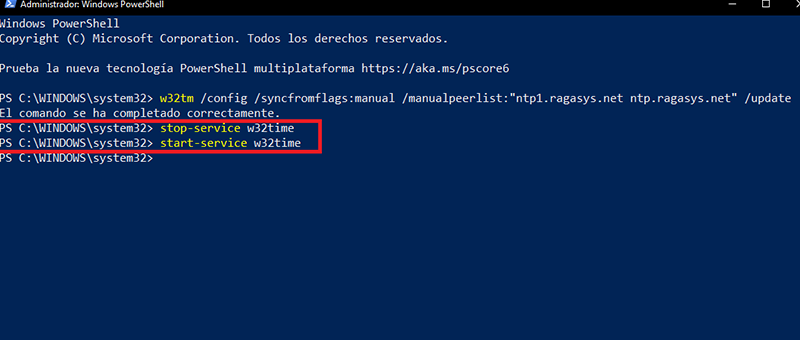 Administrador: Windows PowerShell
Windows PowerShell
Copyright (C) Microsoft Corporation. Todos los derechos reservados.
Prueba la nueva tecnología PowerShell multiplataforma https://aka.ms/pscore6
PS C:\WINDOWS\system32> w32tm /config /syncfromflags:manual /manualpeerlist:"ntp1.ragasys.net ntp.ragasys.net" /update
El comando se ha completado correctamente.
PS C:\WINDOWS\system32> stop-service w32time
PS C:\WINDOWS\system32> start-service w32time
PS C:\WINDOWS\system32>